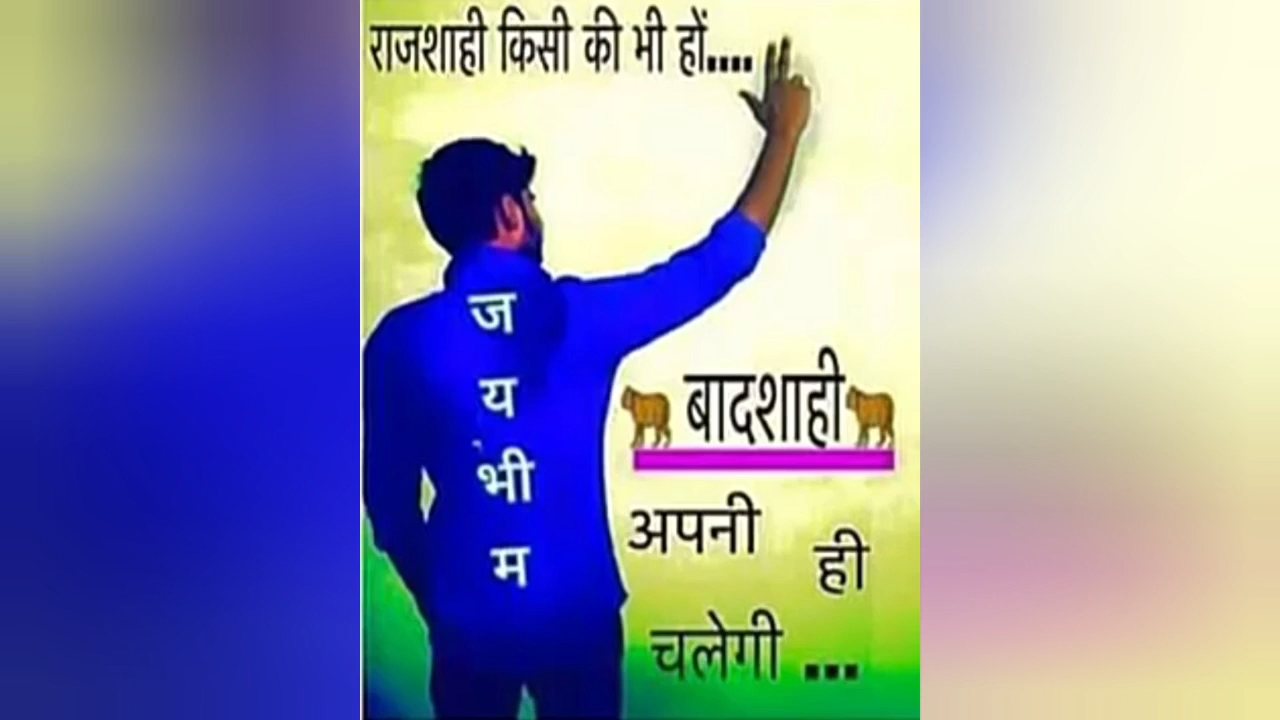 राजशाही किसी की भी हों....
ज
य
भी
म
बादशाही
अपनी
ही
चलेगी ...